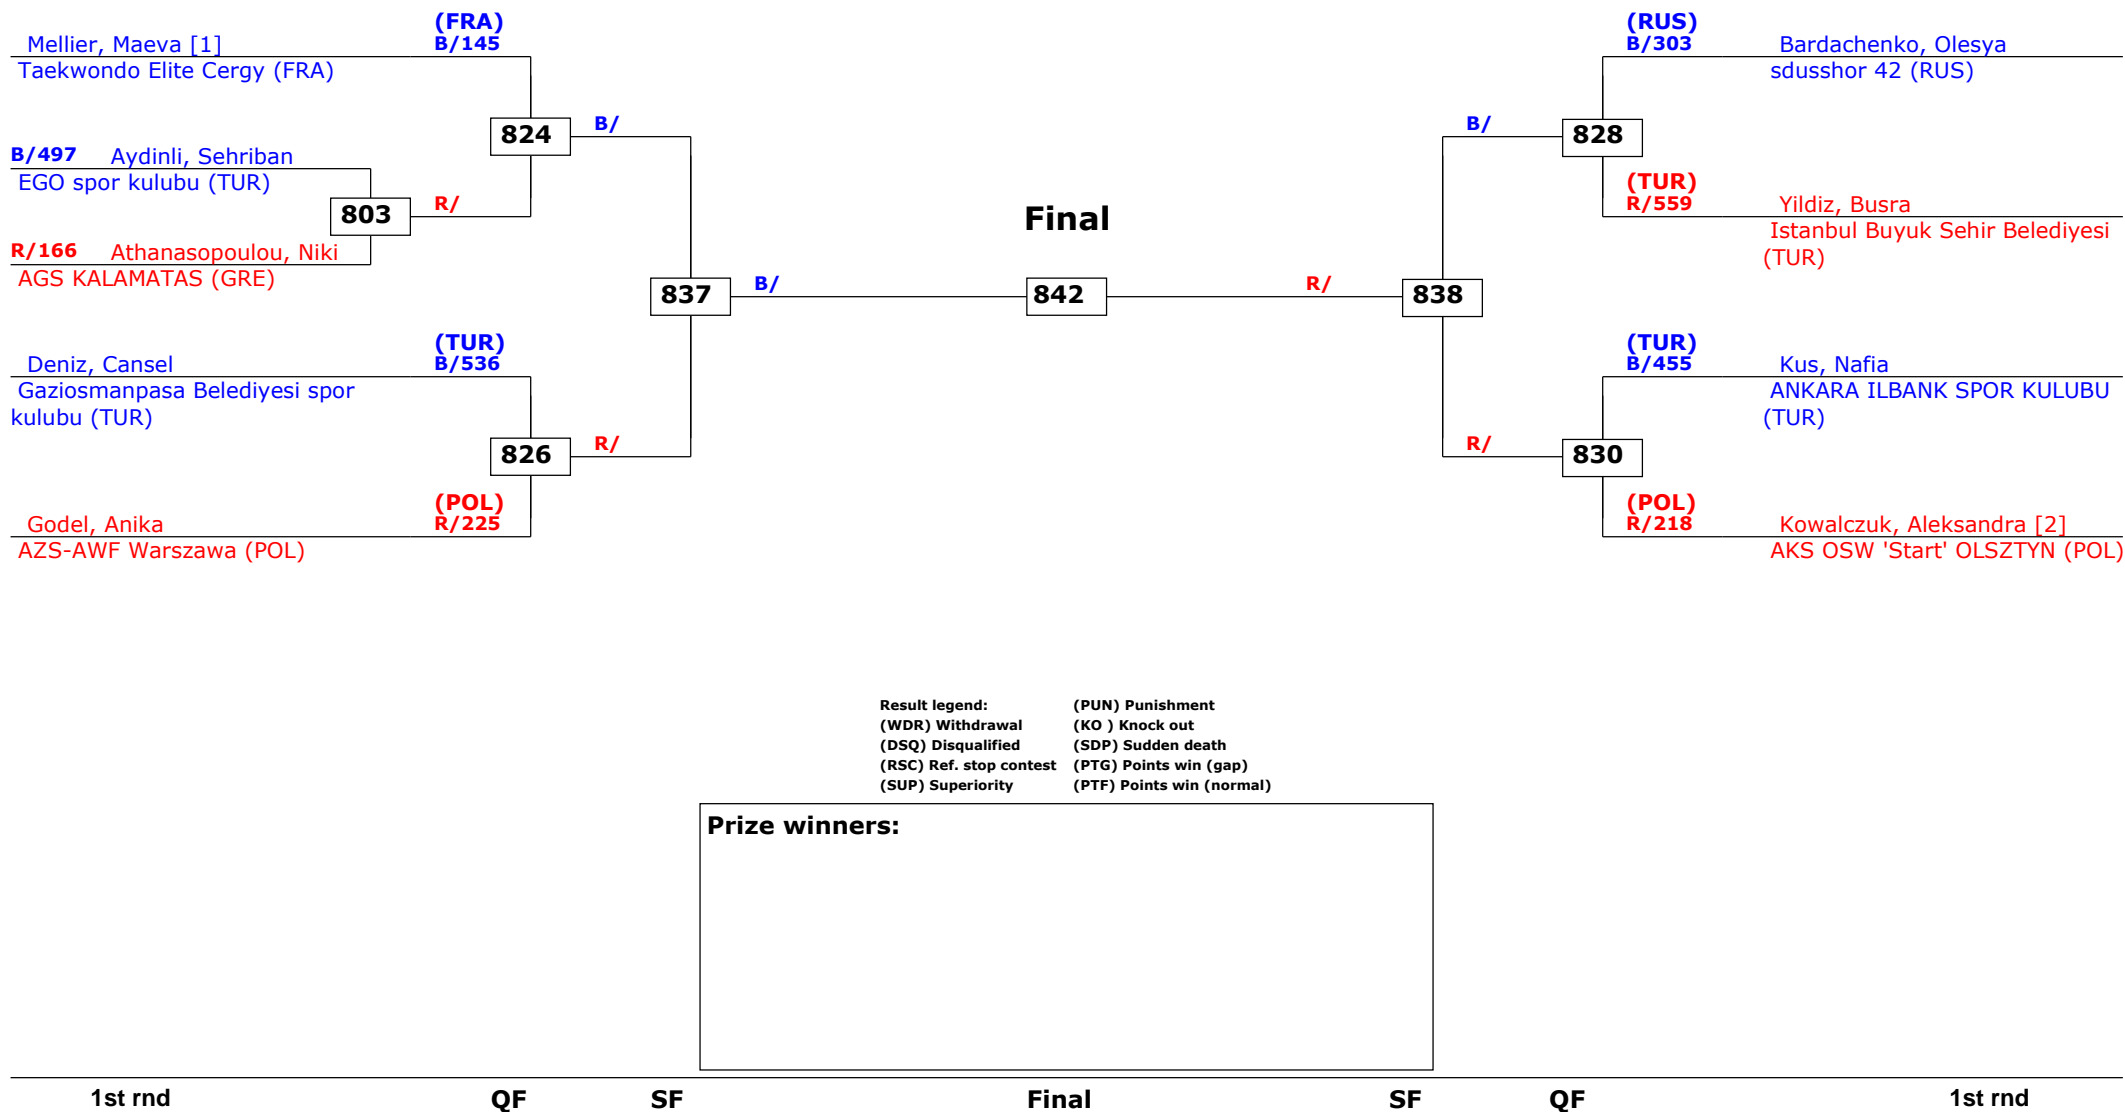 (FRA)
Mellier, Maeva [1] B/145
Taekwondo Elite Cergy (FRA)
824
B/
B/497 Aydinli, Sehriban
EGO spor kulubu (TUR)
803
R/
R/166 Athanasopoulou, Niki
AGS KALAMATAS (GRE)
837
B/
(TUR)
Deniz, Cansel B/536
Gaziosmanpasa Belediyesi spor
kulubu (TUR)
826
R/
(POL)
Godel, Anika R/225
AZS-AWF Warszawa (POL)
Final
842
(RUS)
B/303 Bardachenko, Olesya
sdusshor 42 (RUS)
B/
828
(TUR)
R/559 Yildiz, Busra
Istanbul Buyuk Sehir Belediyesi
(TUR)
R/
838
(TUR)
B/455 Kus, Nafia
ANKARA ILBANK SPOR KULUBU
(TUR)
R/
830
(POL)
R/218 Kowalczuk, Aleksandra [2]
AKS OSW 'Start' OLSZTYN (POL)
Result legend: (PUN) Punishment
(WDR) Withdrawal (KO ) Knock out
(DSQ) Disqualified (SDP) Sudden death
(RSC) Ref. stop contest (PTG) Points win (gap)
(SUP) Superiority (PTF) Points win (normal)
Prize winners:
1st rnd QF SF Final SF QF 1st rnd